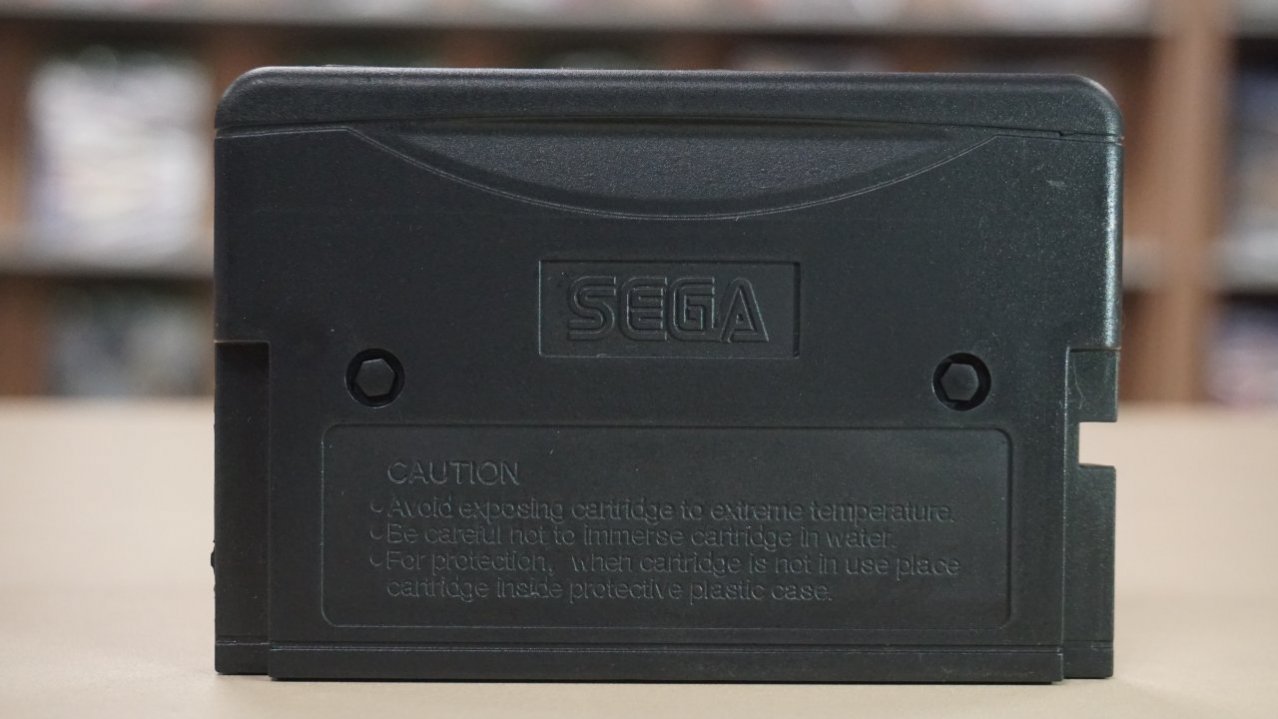 SEGA
CAUTION
• Avoid exposing cartridge to extreme temperature.
• Be careful not to immerse cartridge in water.
• For protection, when cartridge is not in use place
cartridge inside protective plastic case.